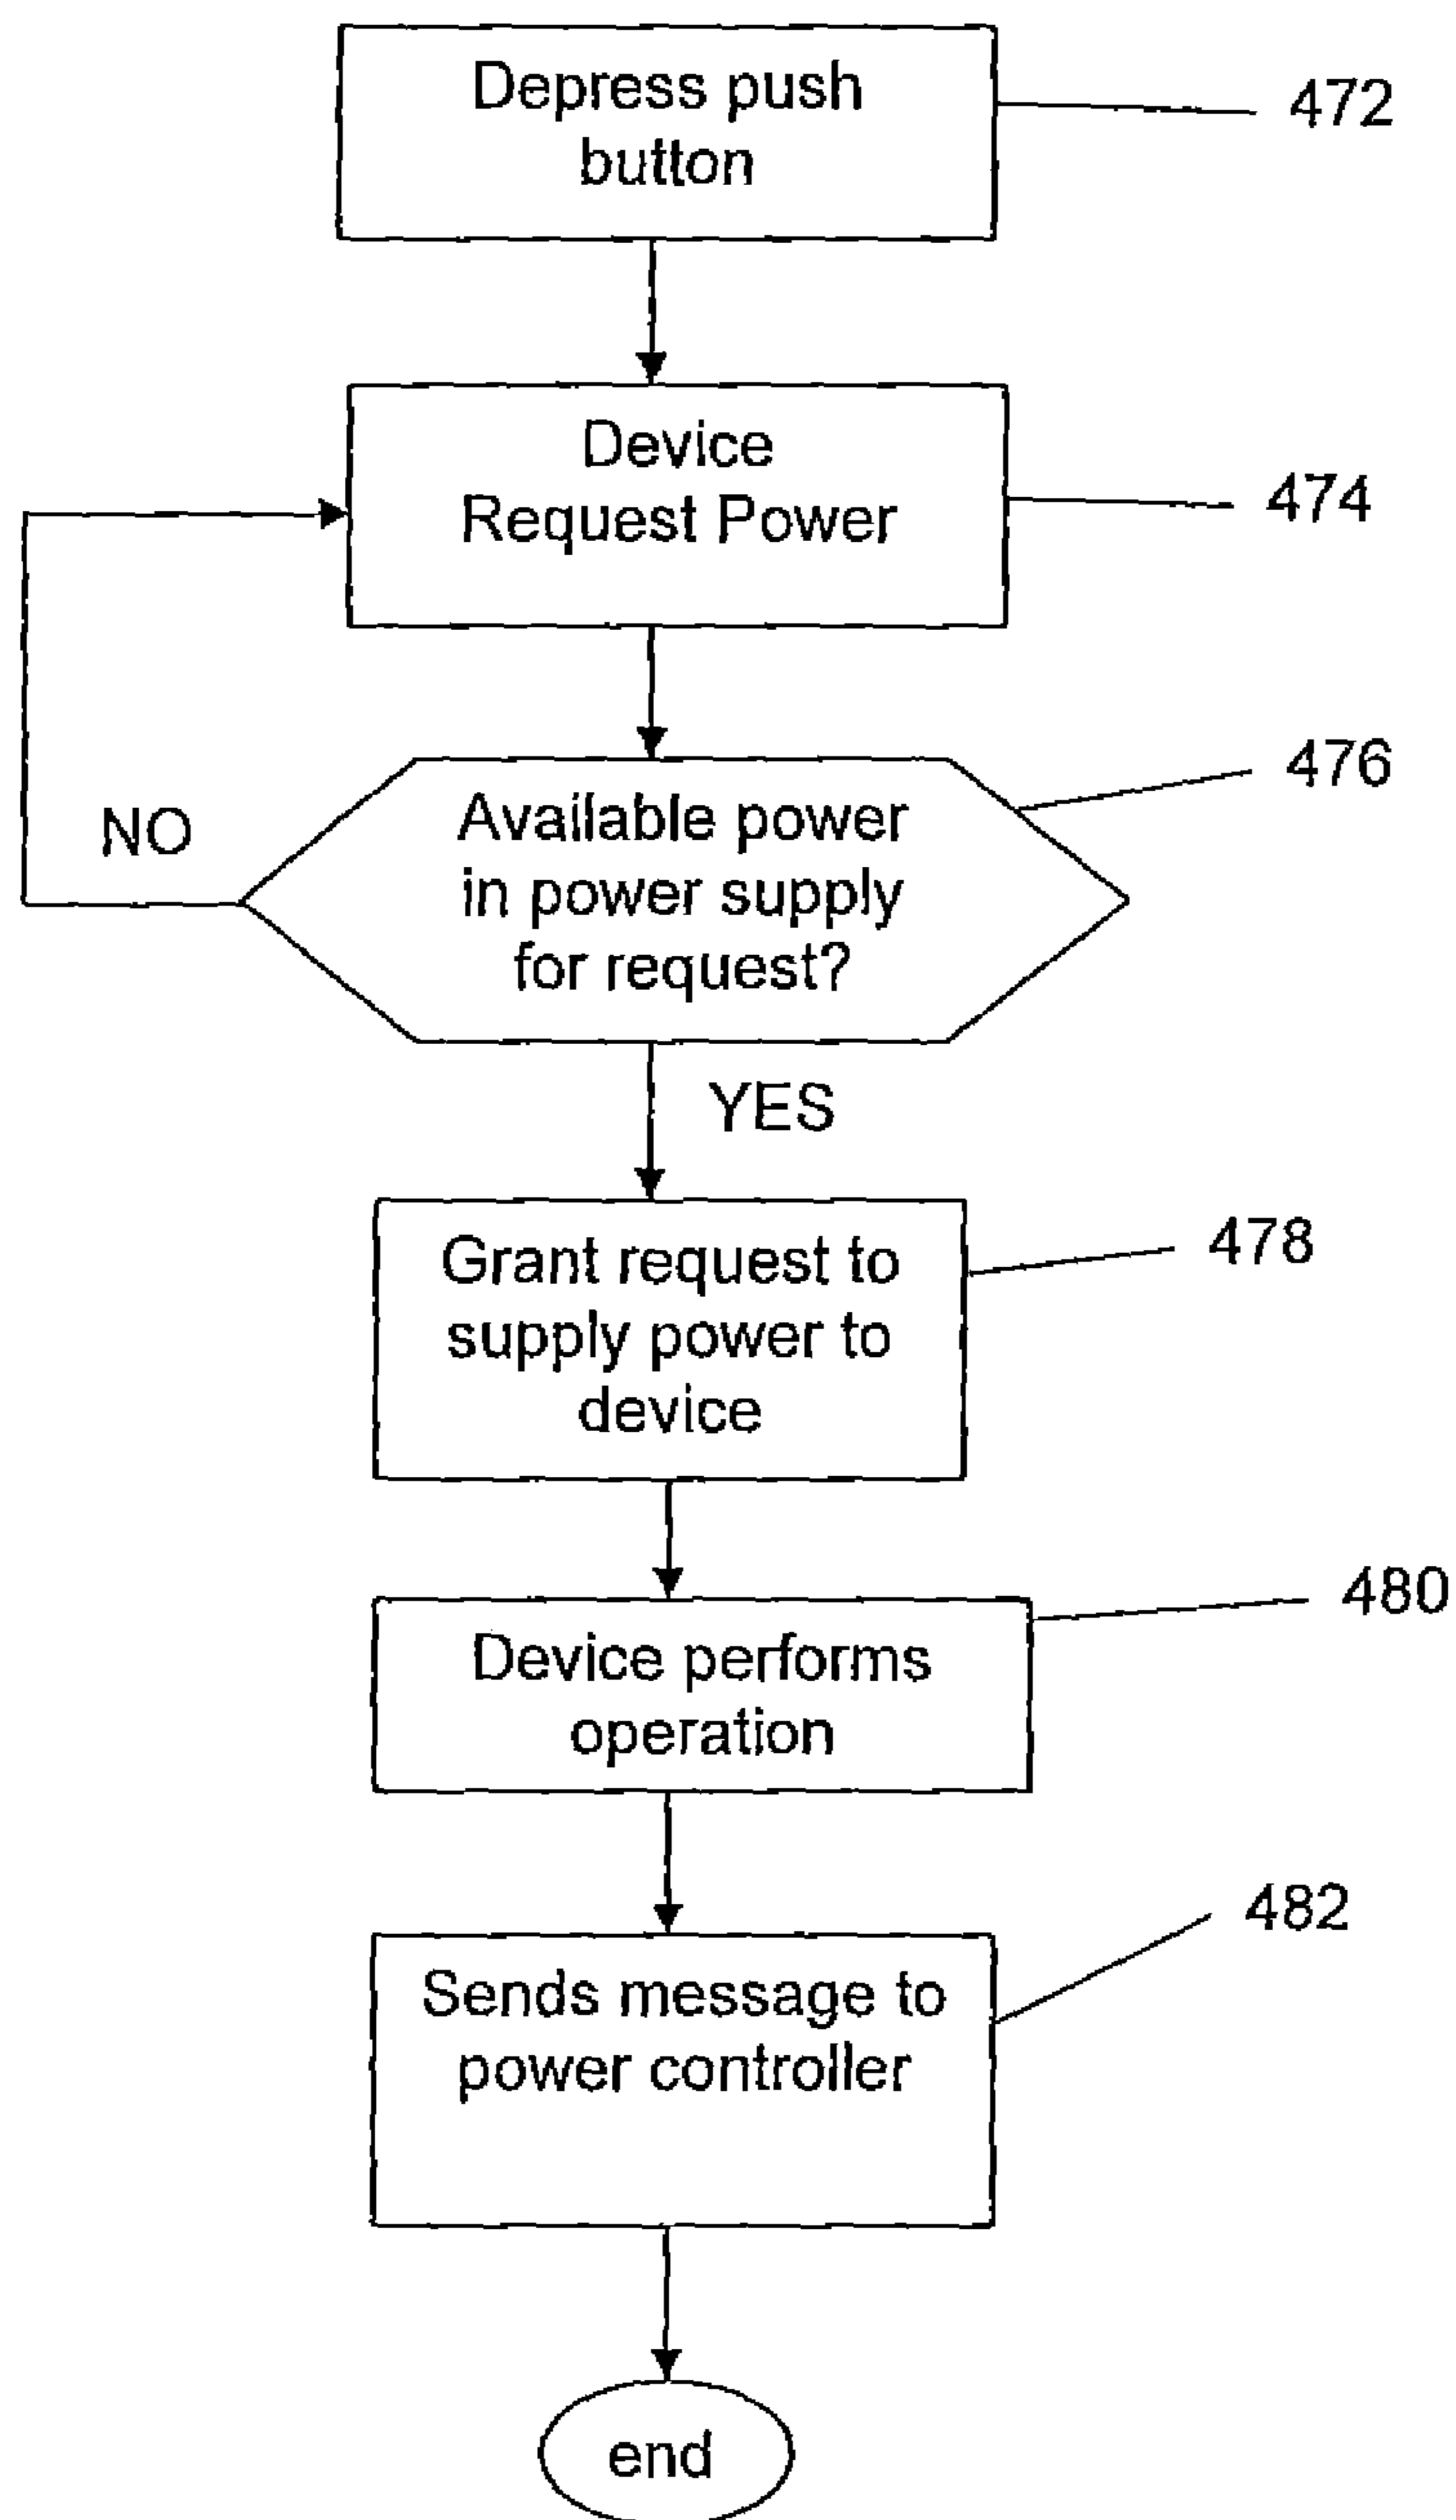 Depress push
button
472
Device
Request Power
474
476
Available power
in power supply
for request?
NO
YES
Grant request to
supply power to
device
478
480
Device performs
operation
482
Sends message to
power controller
end